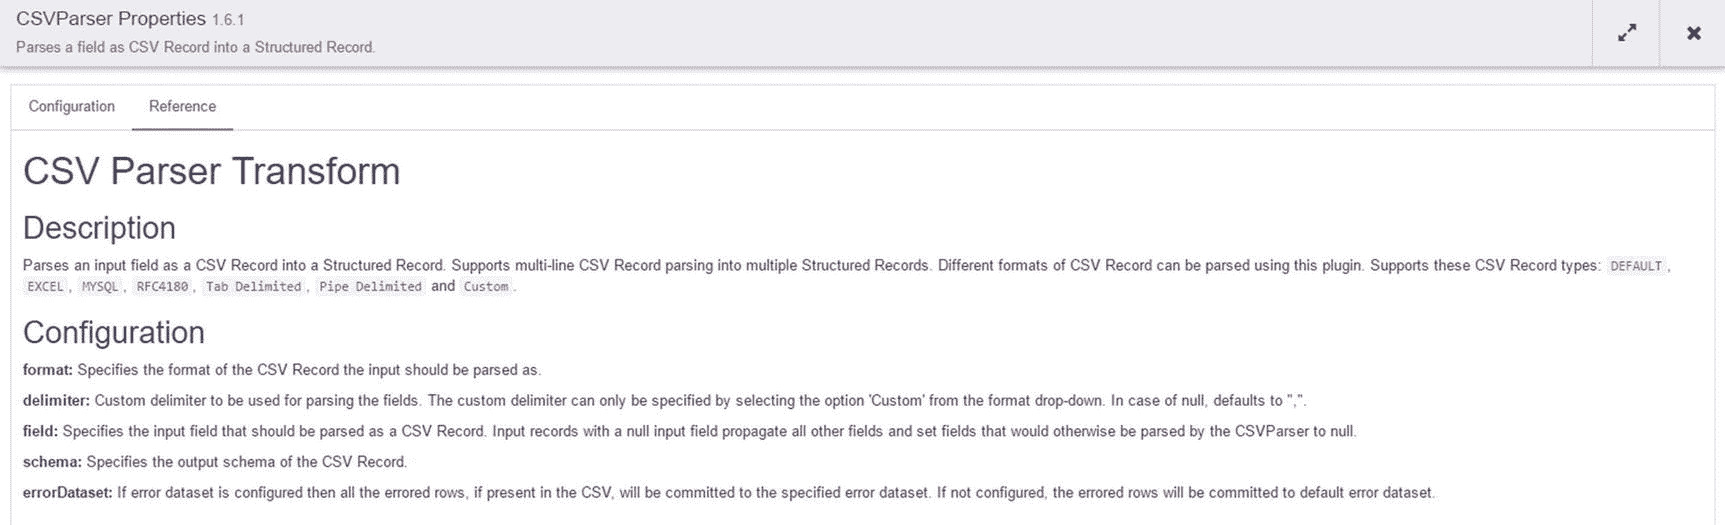 CSVParser Properties 1.6.1
Parses a field as CSV Record into a Structured Record.
Configuration Reference
CSV Parser Transform
Description
Parses an input field as a CSV Record into a Structured Record. Supports multi-line CSV Record parsing into multiple Structured Records. Different formats of CSV Record can be parsed using this plugin. Supports these CSV Record types: DEFAULT ,
EXCEL , MYSQL , RFC4180 , Tab Delimited , Pipe Delimited and Custom .
Configuration
format: Specifies the format of the CSV Record the input should be parsed as.
delimiter: Custom delimiter to be used for parsing the fields. The custom delimiter can only be specified by selecting the option 'Custom' from the format drop-down. In case of null, defaults to ",".
field: Specifies the input field that should be parsed as a CSV Record. Input records with a null input field propagate all other fields and set fields that would otherwise be parsed by the CSVParser to null.
schema: Specifies the output schema of the CSV Record.
errorDataset: If error dataset is configured then all the errored rows, if present in the CSV, will be committed to the specified error dataset. If not configured, the errored rows will be committed to default error dataset.